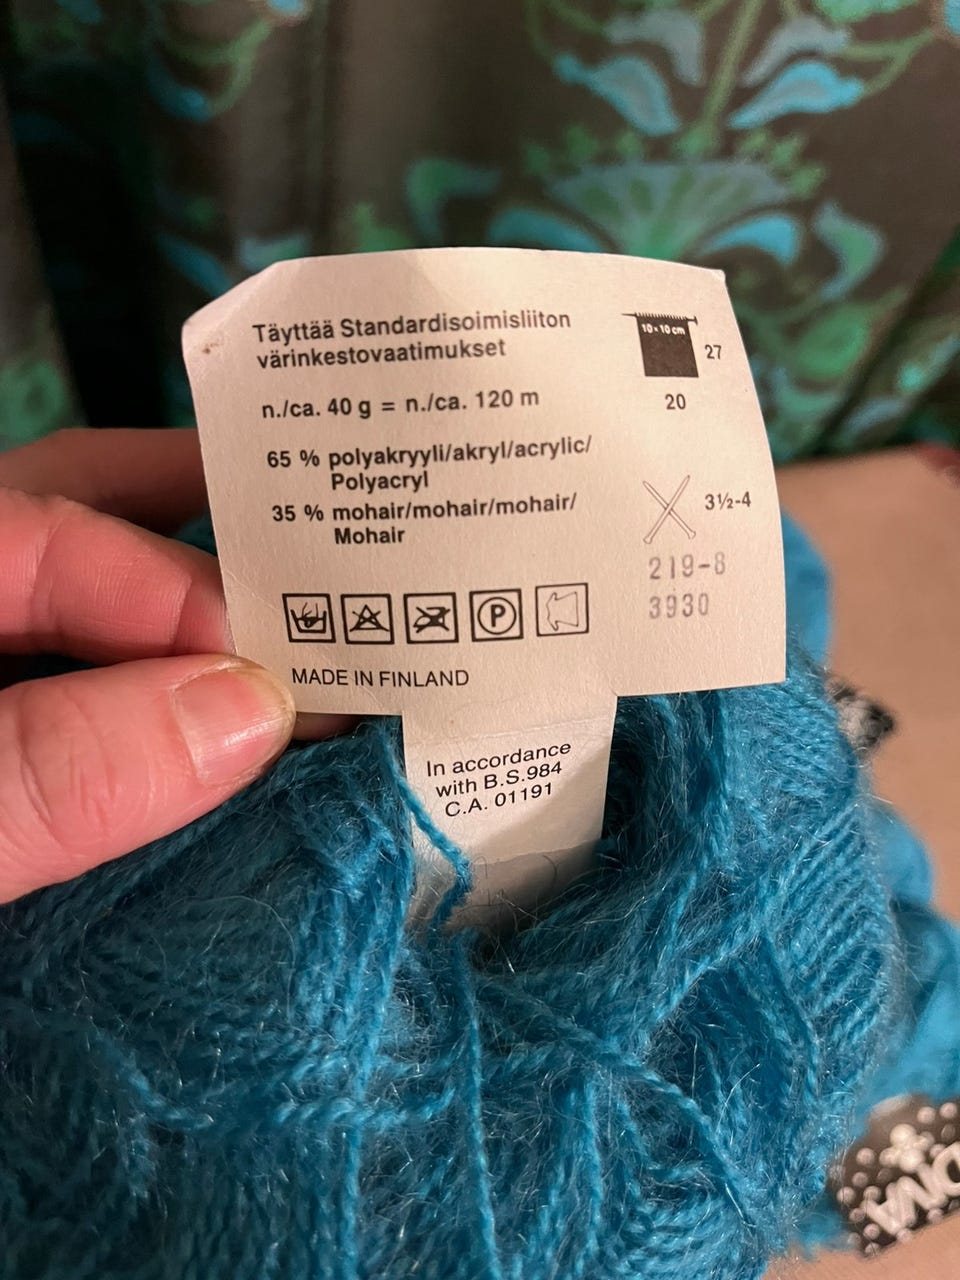 Täyttää Standardisoimisliiton
värinkestovaatimukset
n./ca. 40 g = n./ca. 120 m
65 % polyakryyli/akryl/acrylic/
Polyacryl
35 % mohair/mohair/mohair/
Mohair
P
MADE IN FINLAND
10×10 cm
27
20
3½-4
219-8
3930
In accordance
with B.S.984
C.A. 01191
DIVA